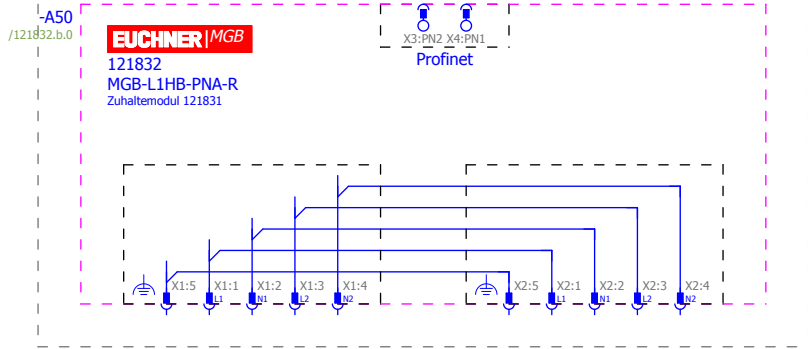 -A50
/121832.b.0
EUCHNER|MGB
X3:PN2 X4:PN1
Profinet
121832
MGB-L1HB-PNA-R
Zuhaltemodul 121831
X1:5 X1:1 X1:2 X1:3 X1:4 X2:5 X2:1 X2:2 X2:3 X2:4
L1 N1 L2 N2 L1 N1 L2 N2